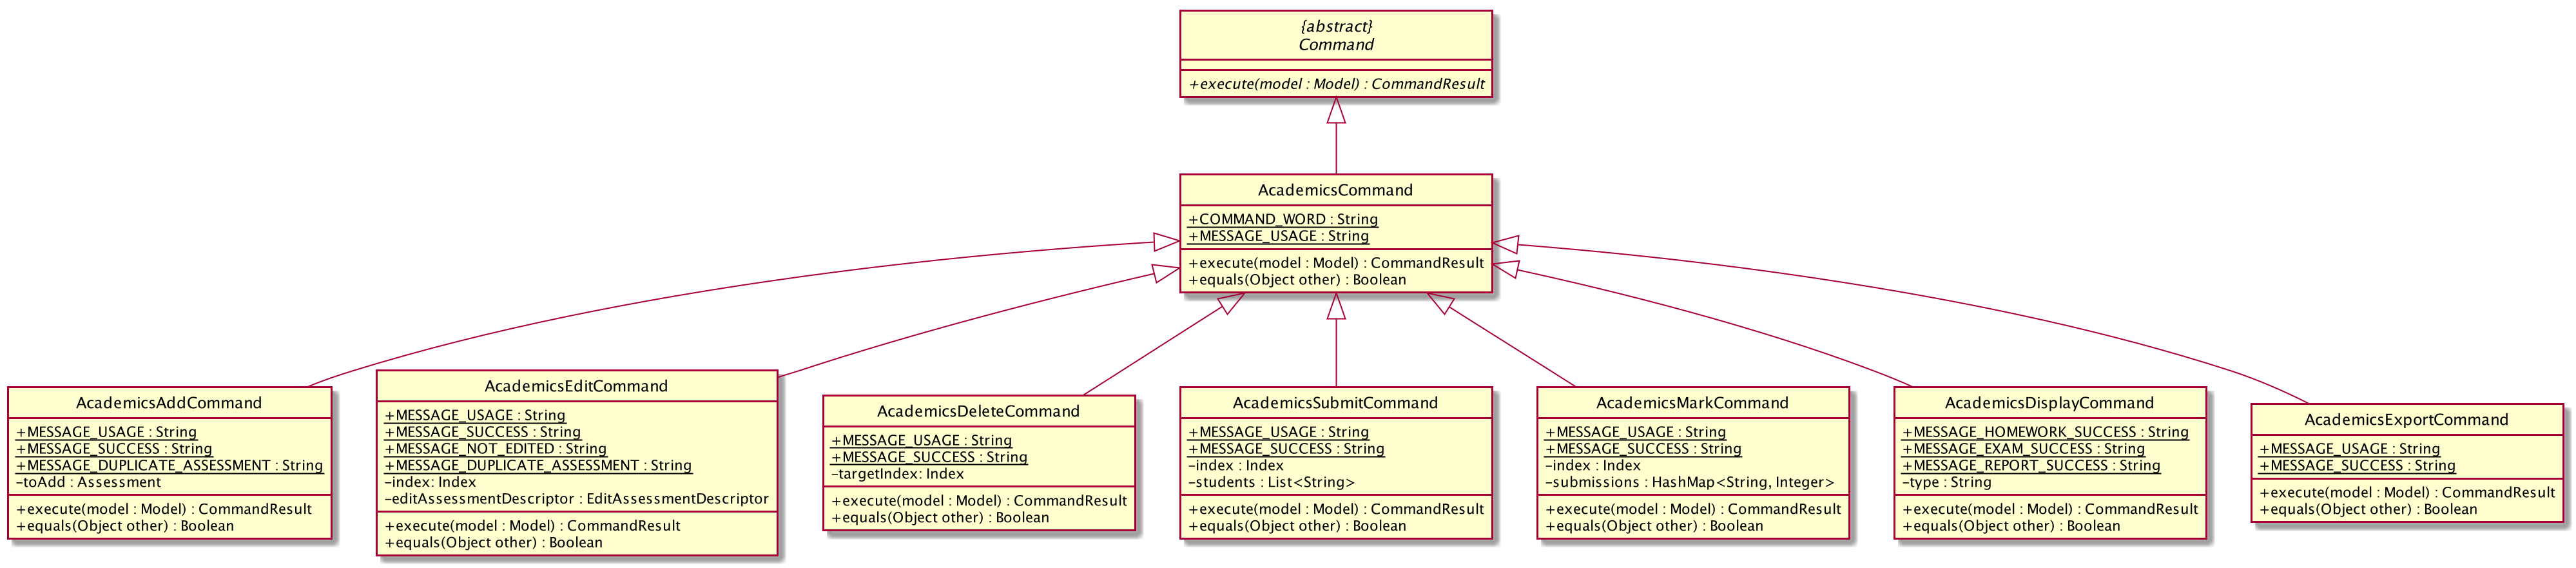 {abstract}
Command
+execute(model : Model) : CommandResult
AcademicsCommand
+COMMAND_WORD : String
+MESSAGE_USAGE : String
+execute(model : Model) : CommandResult
+equals(Object other) : Boolean
AcademicsAddCommand
+MESSAGE_USAGE : String
+MESSAGE_SUCCESS : String
+MESSAGE_DUPLICATE_ASSESSMENT : String
-toAdd : Assessment
+execute(model : Model) : CommandResult
+equals(Object other) : Boolean
AcademicsEditCommand
+MESSAGE_USAGE : String
+MESSAGE_SUCCESS : String
+MESSAGE_NOT_EDITED : String
+MESSAGE_DUPLICATE_ASSESSMENT : String
-index: Index
-editAssessmentDescriptor : EditAssessmentDescriptor
+execute(model : Model) : CommandResult
+equals(Object other) : Boolean
AcademicsDeleteCommand
+MESSAGE_USAGE : String
+MESSAGE_SUCCESS : String
-targetIndex: Index
+execute(model : Model) : CommandResult
+equals(Object other) : Boolean
AcademicsSubmitCommand
+MESSAGE_USAGE : String
+MESSAGE_SUCCESS : String
-index : Index
-students : List<String>
+execute(model : Model) : CommandResult
+equals(Object other) : Boolean
AcademicsMarkCommand
+MESSAGE_USAGE : String
+MESSAGE_SUCCESS : String
-index : Index
-submissions : HashMap<String, Integer>
+execute(model : Model) : CommandResult
+equals(Object other) : Boolean
AcademicsDisplayCommand
+MESSAGE_HOMEWORK_SUCCESS : String
+MESSAGE_EXAM_SUCCESS : String
+MESSAGE_REPORT_SUCCESS : String
-type : String
+execute(model : Model) : CommandResult
+equals(Object other) : Boolean
AcademicsExportCommand
+MESSAGE_USAGE : String
+MESSAGE_SUCCESS : String
+execute(model : Model) : CommandResult
+equals(Object other) : Boolean